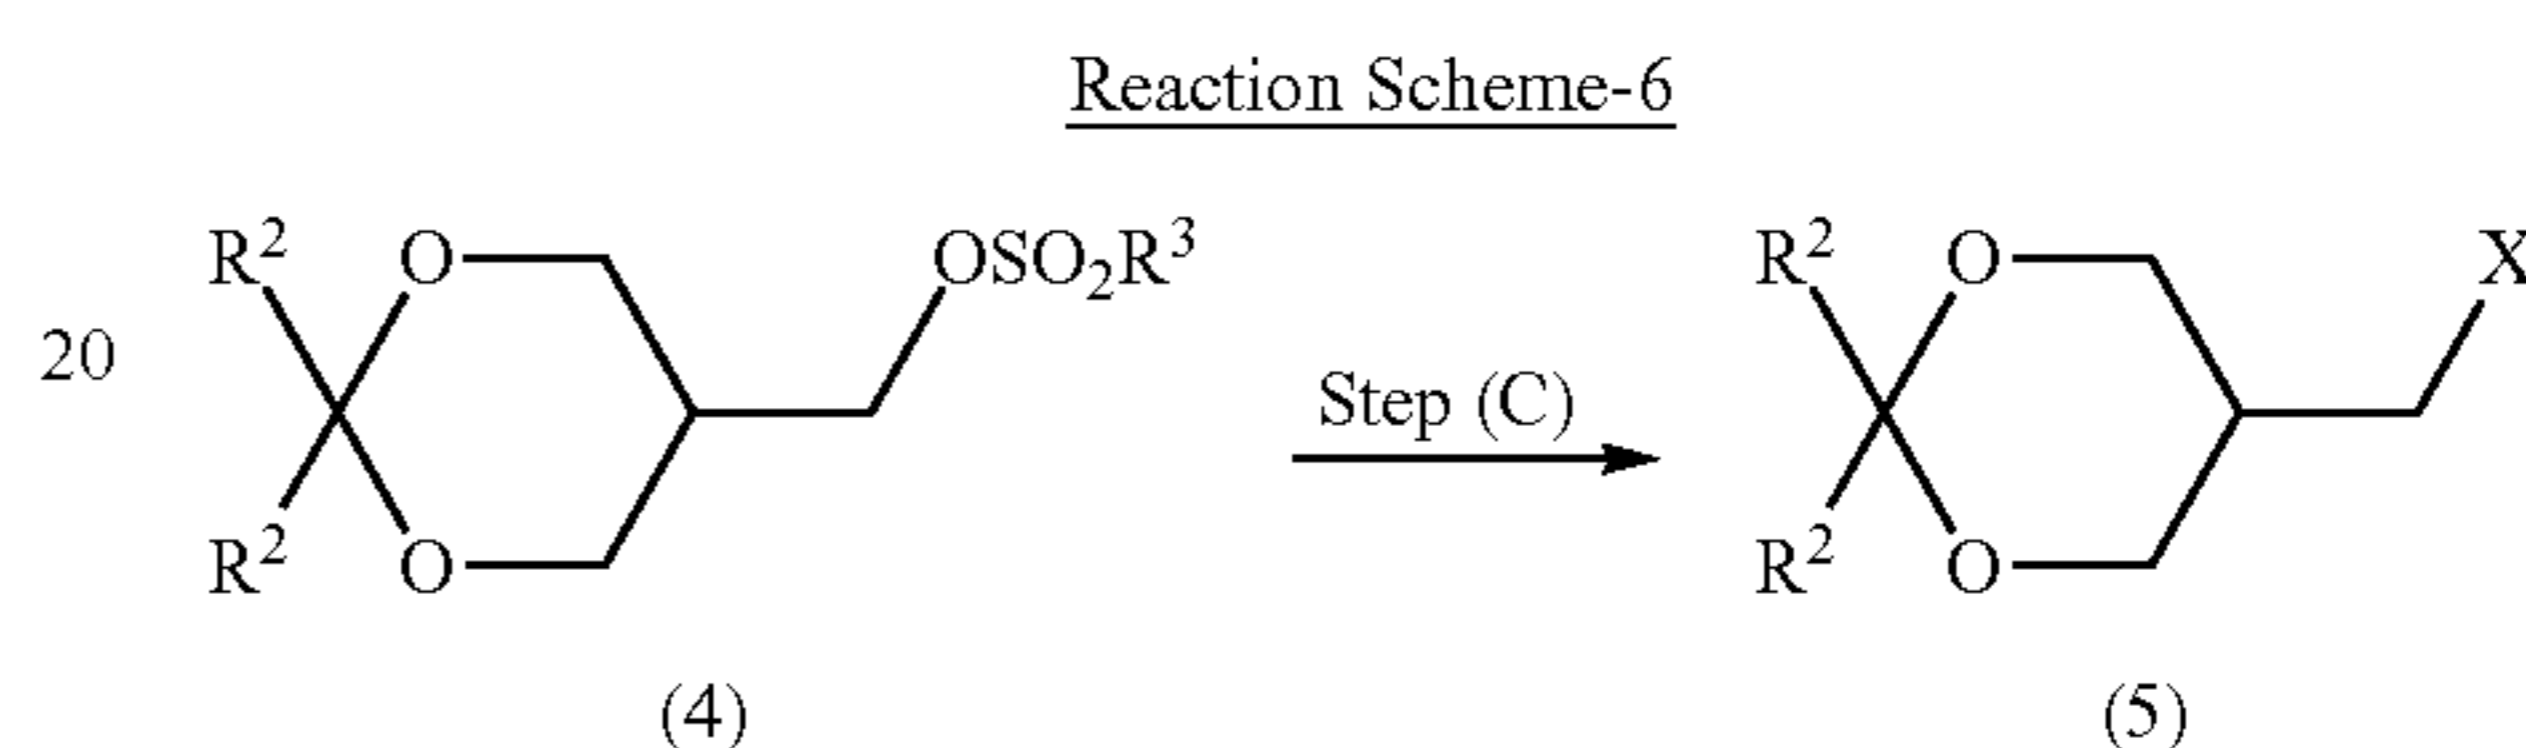 Reaction Scheme-6
R² O OSO₂R³ R² O X
20 Step (C)
R² O R² O
(4) (5)